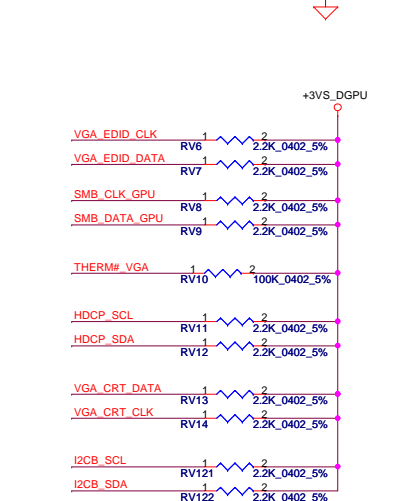 +3VS_DGPU
VGA_EDID_CLK 1 2
RV6 2.2K_0402_5%
VGA_EDID_DATA 1 2
RV7 2.2K_0402_5%
SMB_CLK_GPU 1 2
RV8 2.2K_0402_5%
SMB_DATA_GPU 1 2
RV9 2.2K_0402_5%
THERM#_VGA 1 2
RV10 100K_0402_5%
HDCP_SCL 1 2
RV11 2.2K_0402_5%
HDCP_SDA 1 2
RV12 2.2K_0402_5%
VGA_CRT_DATA 1 2
RV13 2.2K_0402_5%
VGA_CRT_CLK 1 2
RV14 2.2K_0402_5%
I2CB_SCL 1 2
RV121 2.2K_0402_5%
I2CB_SDA 1 2
RV122 2.2K_0402_5%